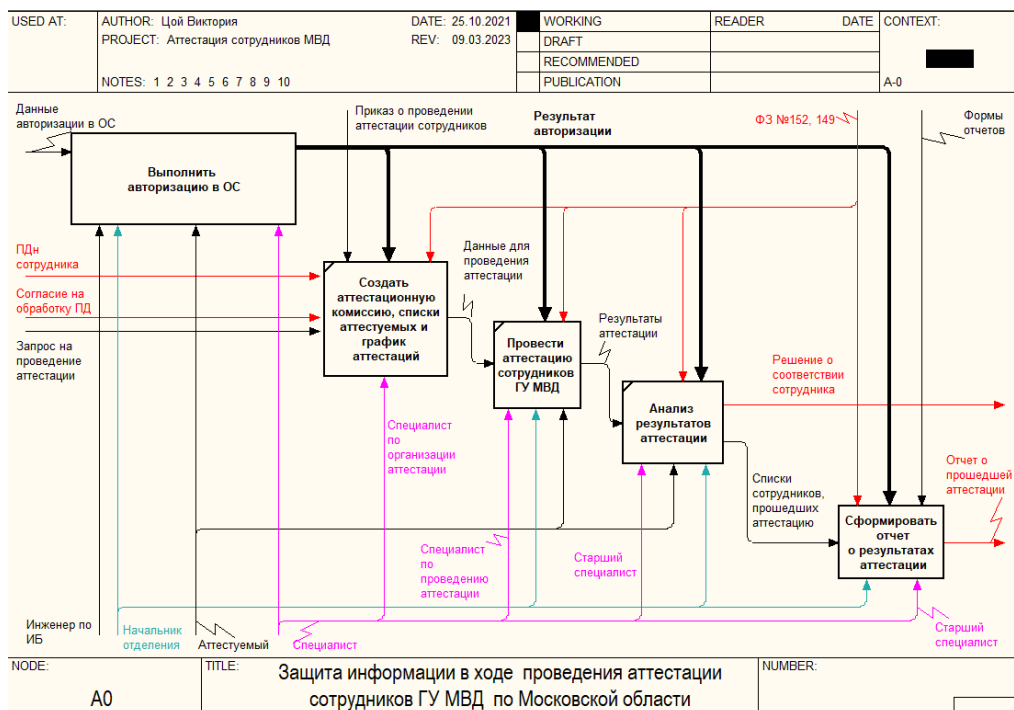 USED AT:
AUTHOR: Цой Виктория
DATE: 25.10.2021
PROJECT: Аттестация сотрудников МВД
REV: 09.03.2023
NOTES: 1 2 3 4 5 6 7 8 9 10
WORKING
DRAFT
RECOMMENDED
PUBLICATION
READER
DATE
CONTEXT:
A-0
Данные
авторизации в ОС
Приказ о проведении
аттестации сотрудников
Результат
авторизации
ФЗ №152, 149
Формы
отчетов
Выполнить
авторизацию в ОС
ПДн
сотрудника
Согласие на
обработку ПД
Запрос на
проведение
аттестации
Создать
аттестационную
комиссию, списки
аттестуемых и
график
аттестаций
Данные для
проведения
аттестации
Провести
аттестацию
сотрудников
ГУ МВД
Результаты
аттестации
Анализ
результатов
аттестации
Решение о
соответствии
сотрудника
Специалист
по
организации
аттестации
Списки
сотрудников,
прошедших
аттестацию
Отчет о
прошедшей
аттестации
Сформировать
отчет
о результатах
аттестации
Специалист
по
проведению
аттестации
Старший
специалист
Инженер по
ИБ
Начальник
отделения
Аттестуемый
Специалист
Старший
специалист
NODE:
A0
TITLE:
Защита информации в ходе проведения аттестации
сотрудников ГУ МВД по Московской области
NUMBER: